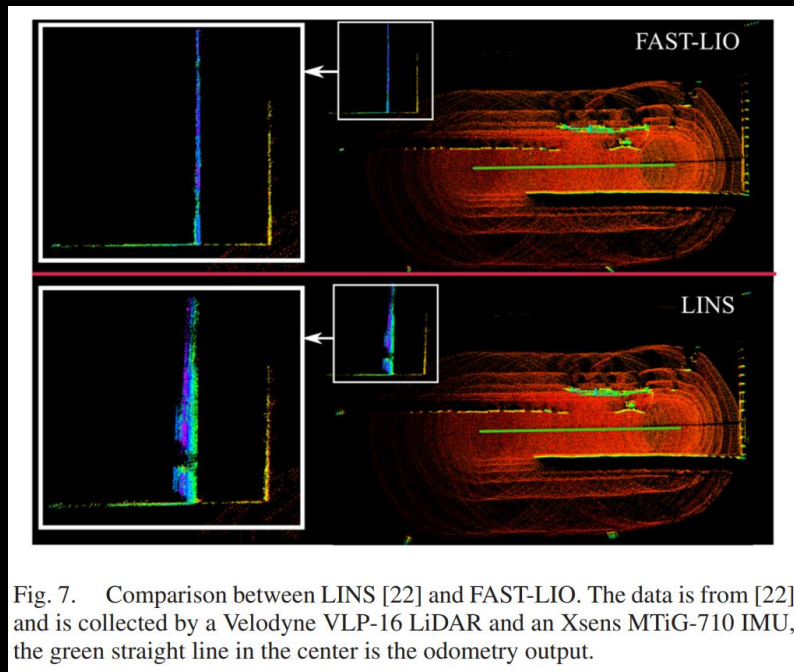 FAST-LIO
LINS
Fig. 7. Comparison between LINS [22] and FAST-LIO. The data is from [22]
and is collected by a Velodyne VLP-16 LiDAR and an Xsens MTiG-710 IMU,
the green straight line in the center is the odometry output.